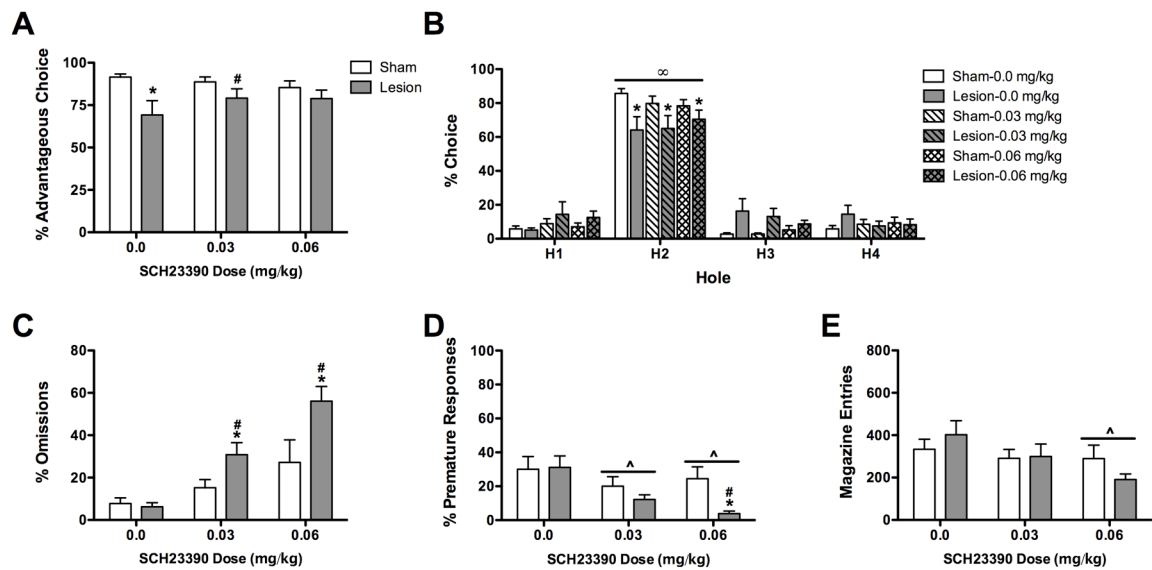 A
% Advantageous Choice
100
75
50
25
0
*
#
0.0
0.03
0.06
SCH23390 Dose (mg/kg)
Sham
Lesion
B
% Choice
100
80
60
40
20
0
∞
* * *
H1
H2
H3
H4
Hole
Sham-0.0 mg/kg
Lesion-0.0 mg/kg
Sham-0.03 mg/kg
Lesion-0.03 mg/kg
Sham-0.06 mg/kg
Lesion-0.06 mg/kg
C
% Omissions
80
60
40
20
0
#
*
#
*
0.0
0.03
0.06
SCH23390 Dose (mg/kg)
D
% Premature Responses
100
80
60
40
20
0
^
^
#
*
0.0
0.03
0.06
SCH23390 Dose (mg/kg)
E
Magazine Entries
800
600
400
200
0
^
0.0
0.03
0.06
SCH23390 Dose (mg/kg)